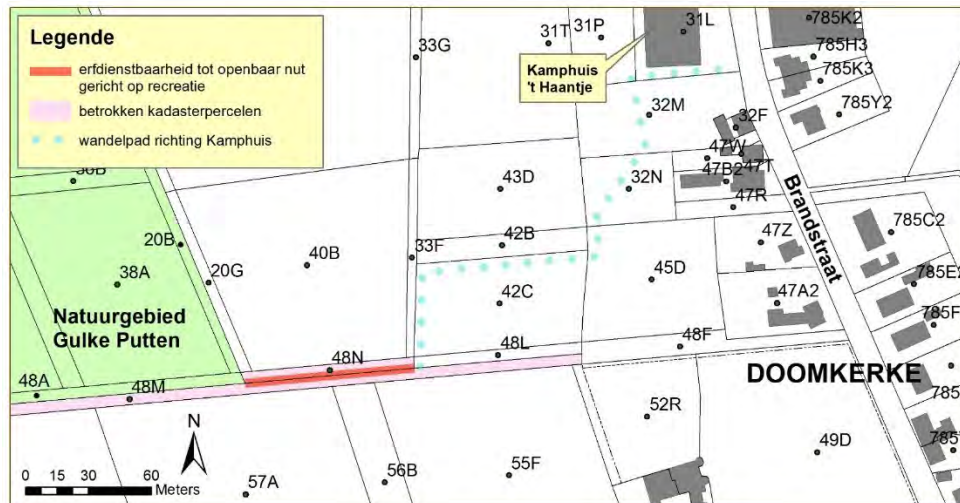 Legende
erfdienstbaarheid tot openbaar nut
gericht op recreatie
betrokken kadasterpercelen
wandelpad richting Kamphuis
33G
31T
31P
31L
785K2
785H3
785K3
785Y2
Kamphuis
't Haantje
32M
32F
47W
47T
47B2
47R
32N
43D
20B
38A
20G
40B
33F
42B
42C
45D
47Z
47A2
Brandstraat
785C2
Natuurgebied
Gulke Putten
48A
48M
48N
48L
48F
DOOMKERKE
52R
49D
N
0 15 30 60
Meters
57A
56B
55F